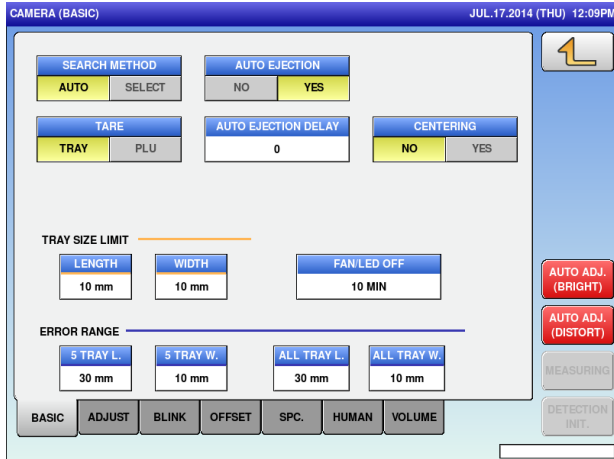 CAMERA (BASIC) JUL.17.2014 (THU) 12:09PM
SEARCH METHOD AUTO EJECTION
AUTO SELECT NO YES
TARE AUTO EJECTION DELAY CENTERING
TRAY PLU 0 NO YES
TRAY SIZE LIMIT
LENGTH WIDTH FAN/LED OFF
10 mm 10 mm 10 MIN
AUTO ADJ.
(BRIGHT)
AUTO ADJ.
(DISTORT)
ERROR RANGE
5 TRAY L. 5 TRAY W. ALL TRAY L. ALL TRAY W.
30 mm 10 mm 30 mm 10 mm
MEASURING
DETECTION
INIT.
BASIC ADJUST BLINK OFFSET SPC. HUMAN VOLUME